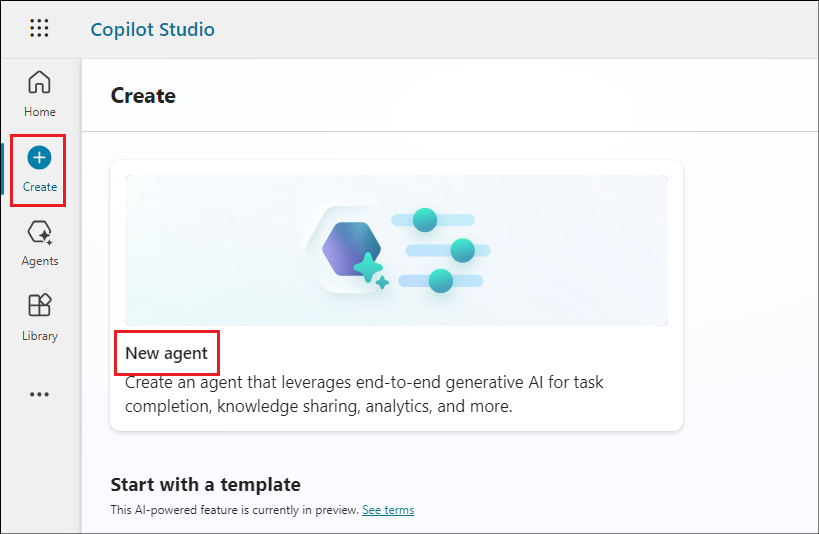 Copilot Studio
Home
Create
Agents
Library
Create
New agent
Create an agent that leverages end-to-end generative AI for task
completion, knowledge sharing, analytics, and more.
Start with a template
This AI-powered feature is currently in preview. See terms